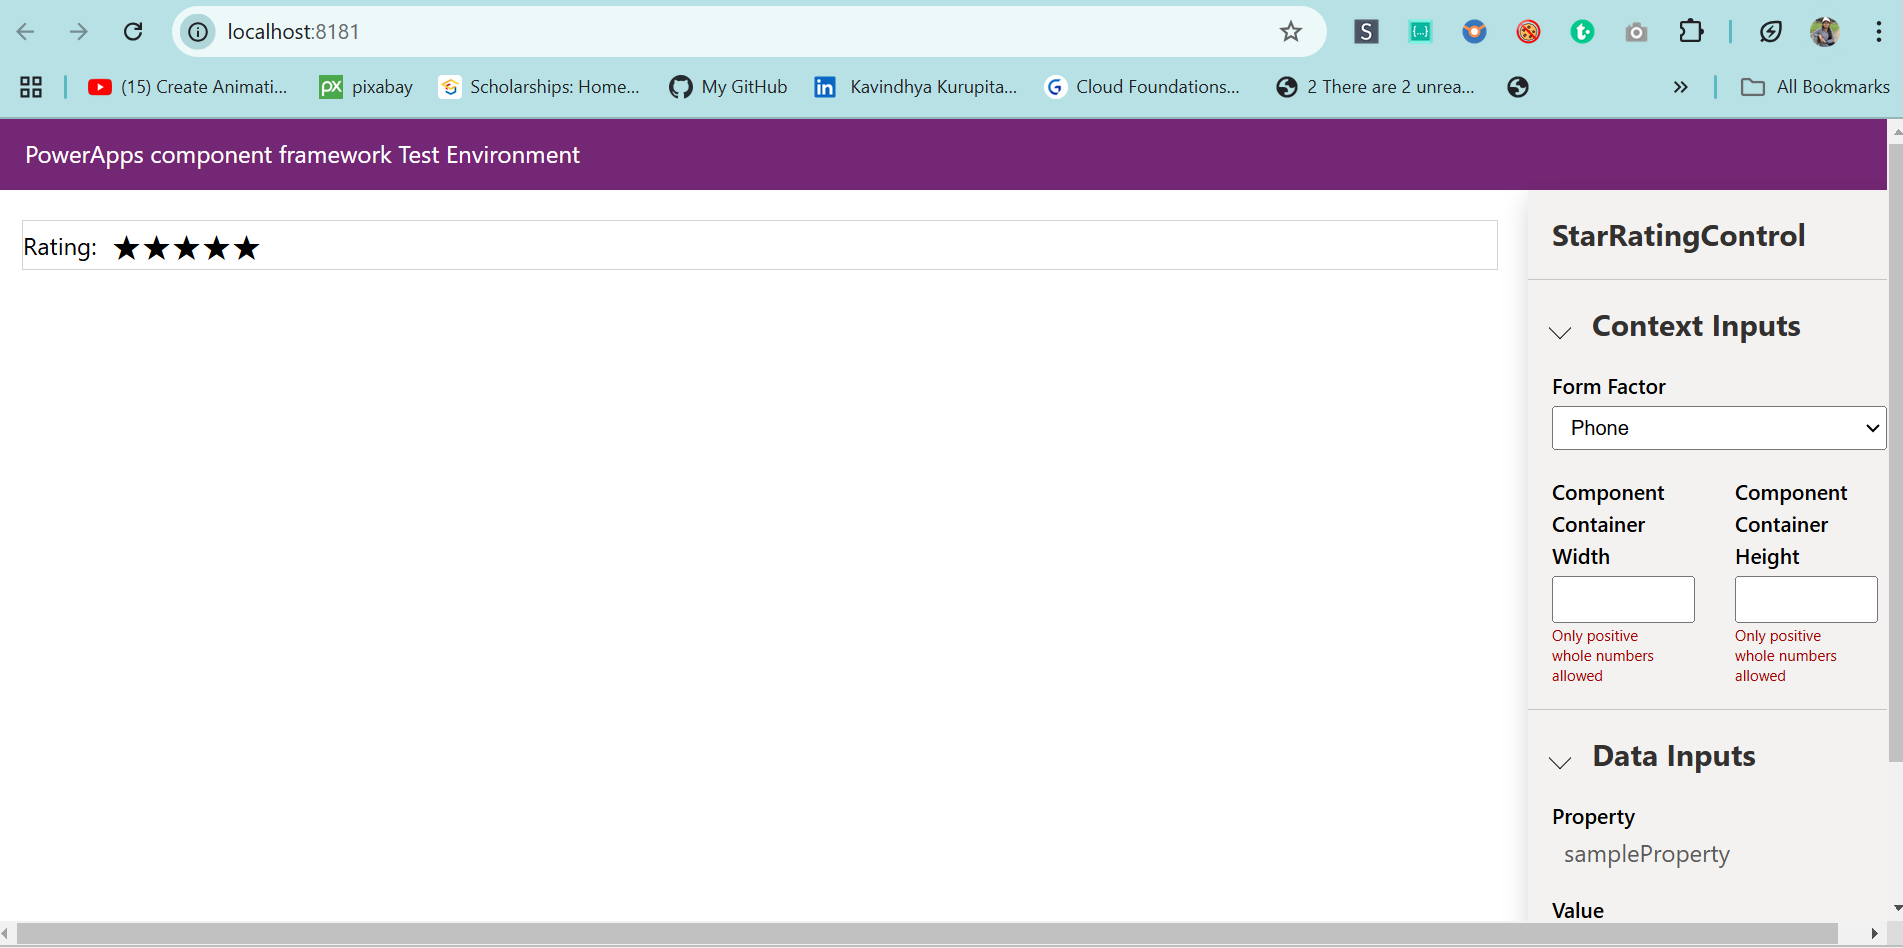 localhost:8181
S
{...}
t.
(15) Create Animati...
px pixabay
Scholarships: Home...
My GitHub
in Kavindhya Kurupita...
G Cloud Foundations...
2 There are 2 unrea...
»
All Bookmarks
PowerApps component framework Test Environment
Rating: ★★★★★
StarRatingControl
Context Inputs
Form Factor
Phone
Component Container Width
Component Container Height
Only positive whole numbers allowed
Only positive whole numbers allowed
Data Inputs
Property
sampleProperty
Value